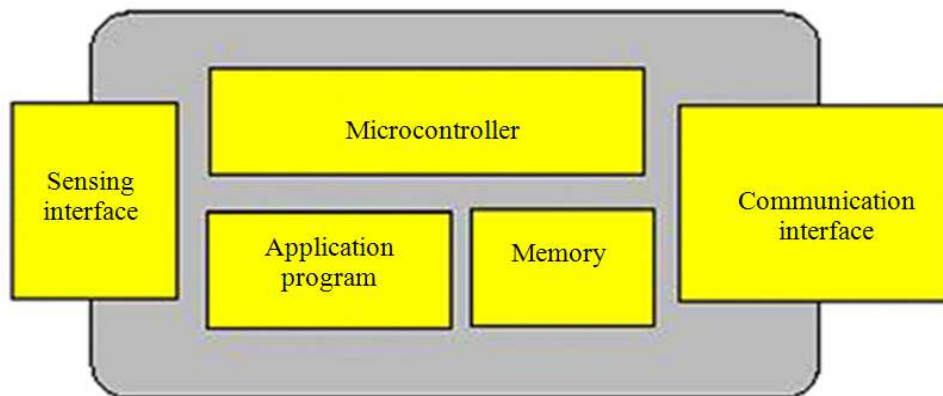 Microcontroller
Sensing
interface
Communication
interface
Application
program
Memory